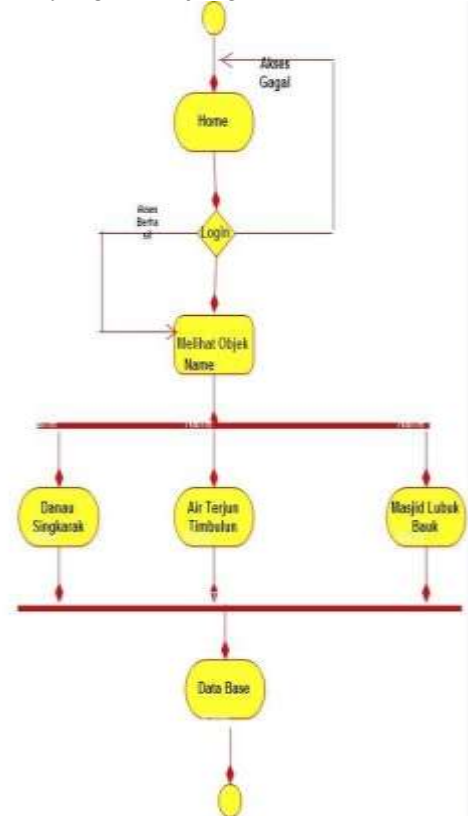 Akses
Gagal
Home
Akses
Berha
sil
Login
Melihat Objek
Name
Danau
Singkarak
Air Terjun
Timbulun
Masjid Lubuk
Bauk
Data Base